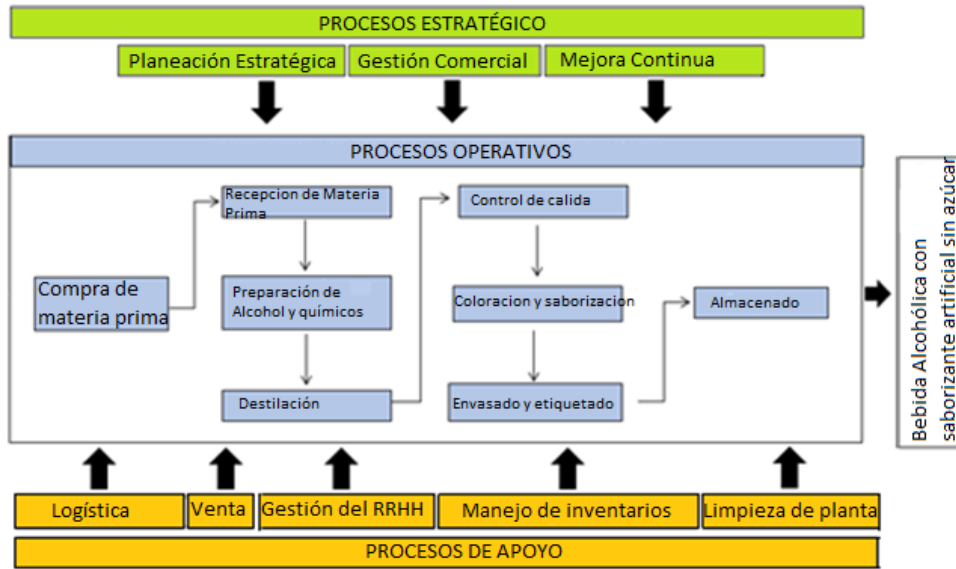 PROCESOS ESTRATÉGICO
Planeación Estratégica
Gestión Comercial
Mejora Continua
PROCESOS OPERATIVOS
Compra de
materia prima
Recepcion de Materia
Prima
Preparación de
Alcohol y químicos
Destilación
Control de calida
Coloracion y saborizacion
Envasado y etiquetado
Almacenado
Bebida Alcohólica con
saborizante artificial sin azúcar
Logística
Venta
Gestión del RRHH
Manejo de inventarios
Limpieza de planta
PROCESOS DE APOYO